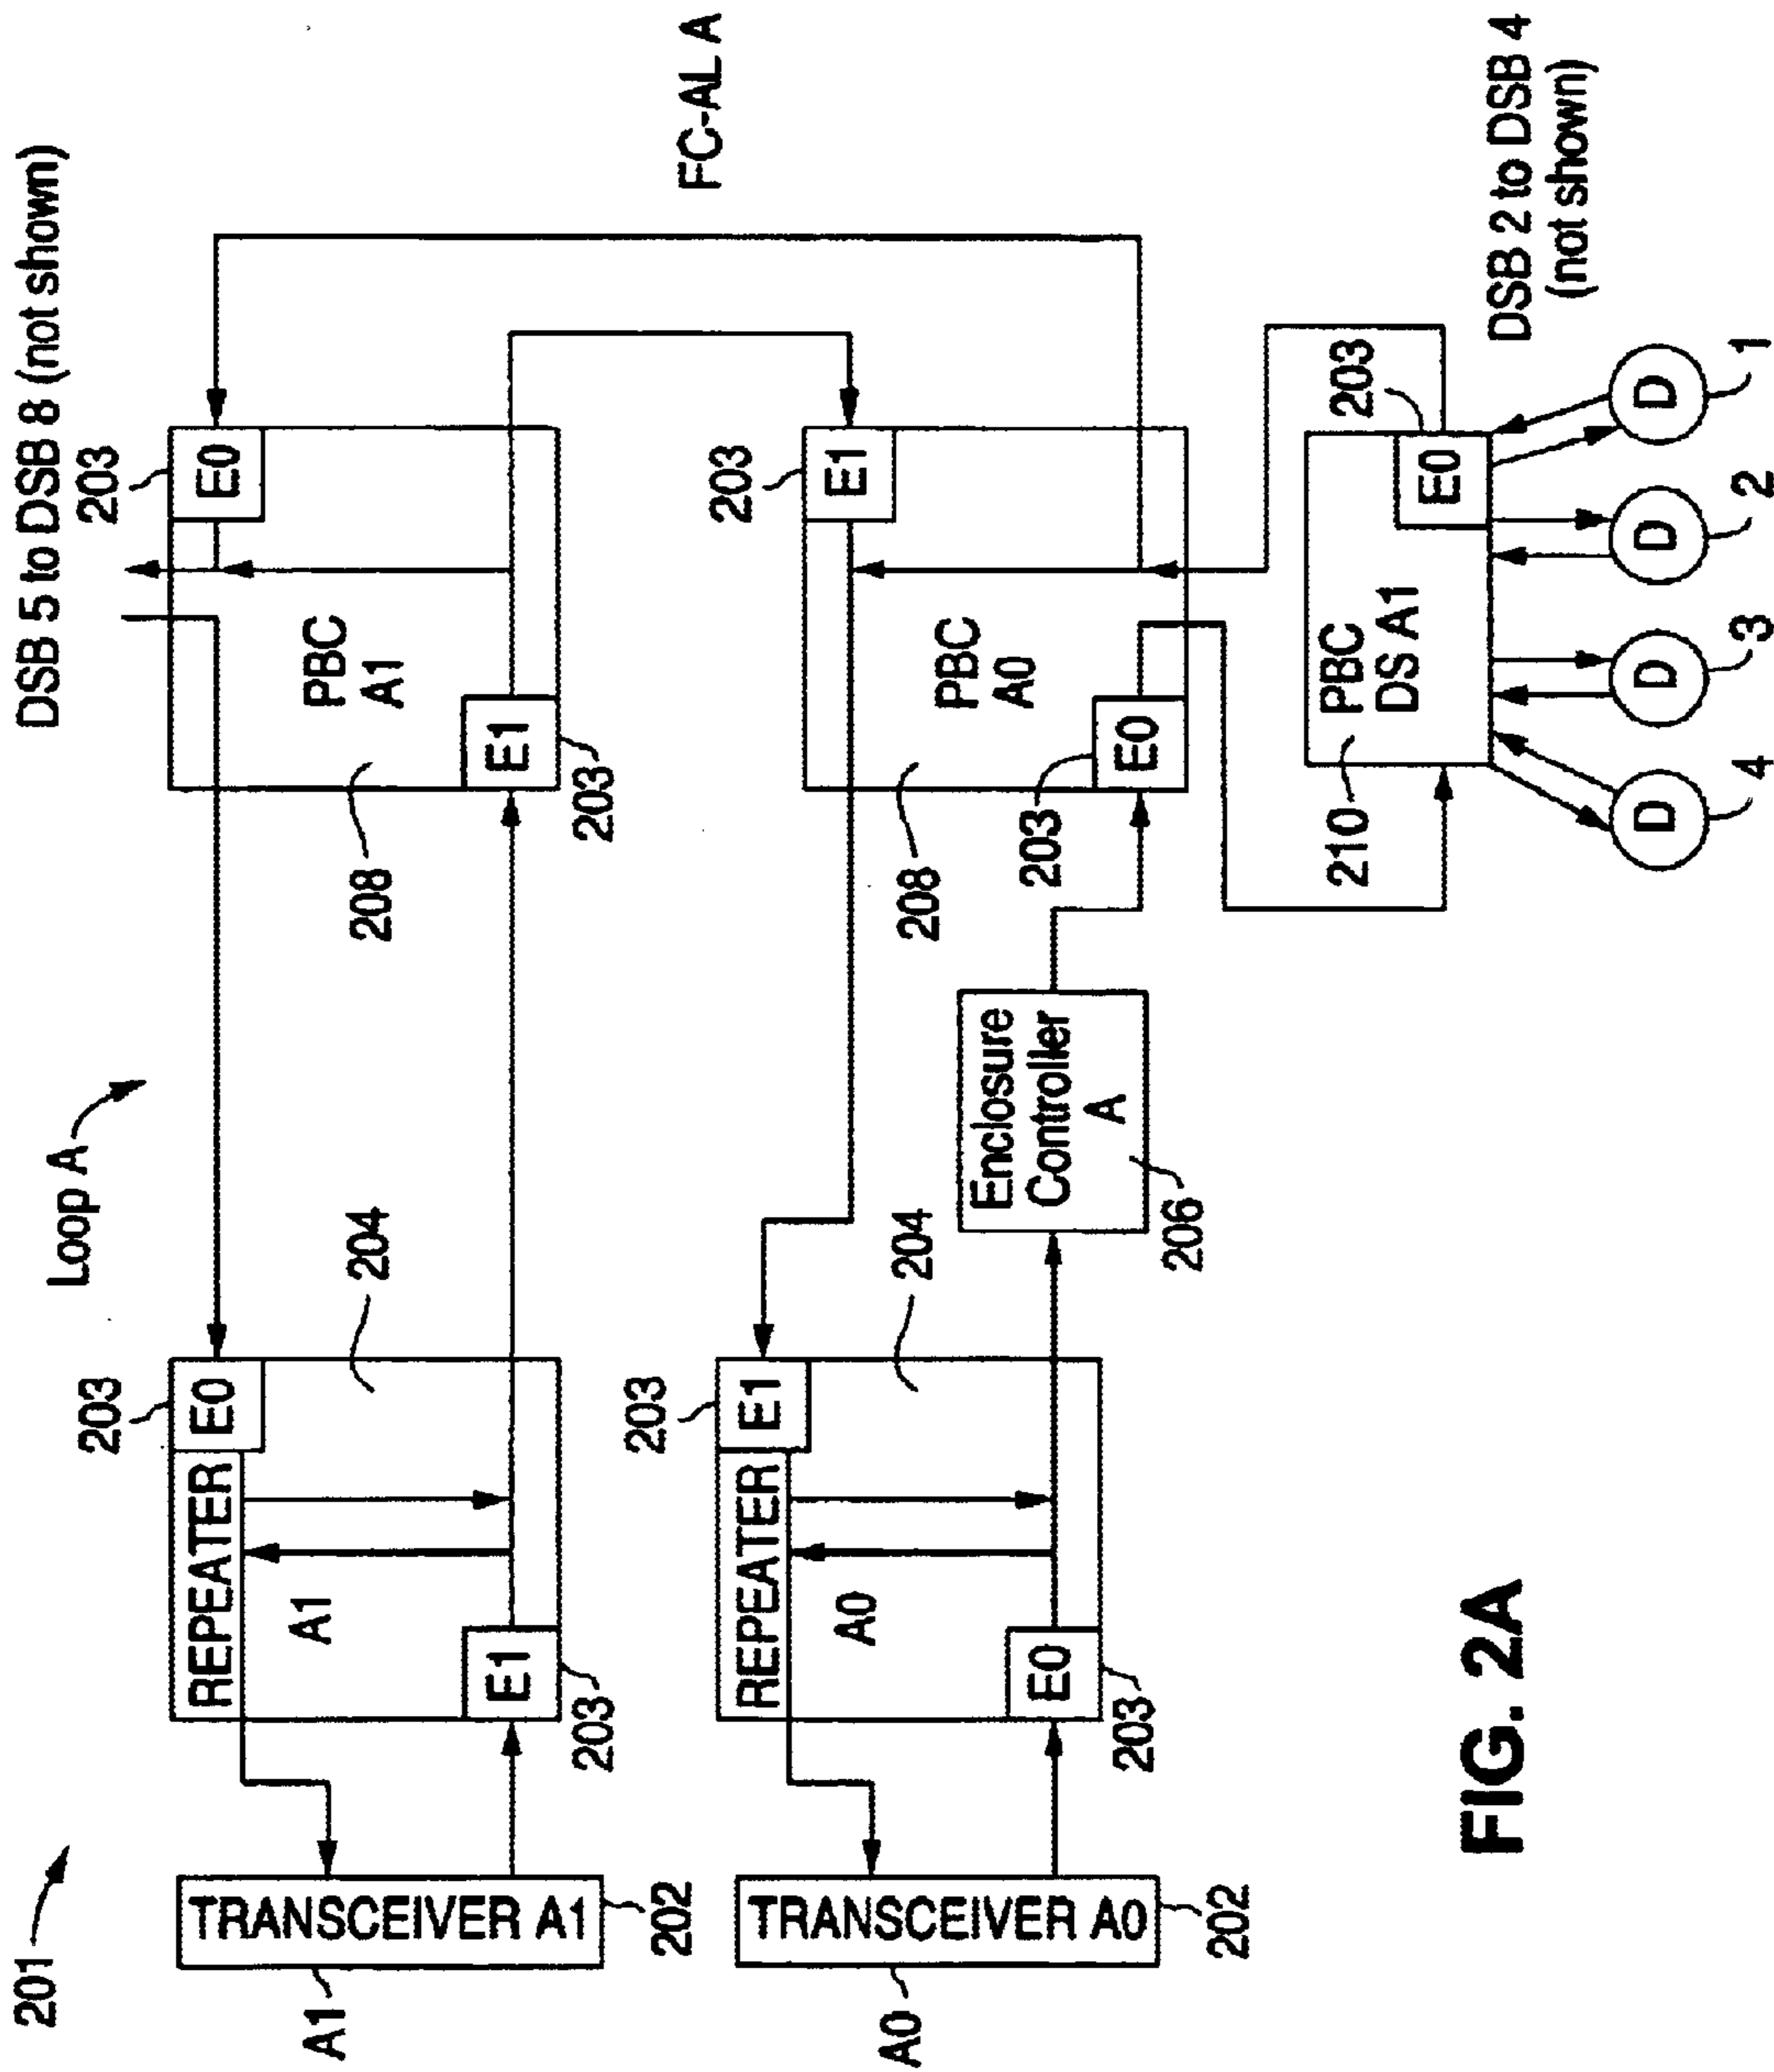 201
Loop A
DSB 5 to DSB 8 (not shown)
FC-AL A
A1
TRANSCEIVER A1
202
REPEATER
A1
E0
203
E1
203
204
PBC
A1
E0
203
E1
203
208
A0
TRANSCEIVER A0
202
REPEATER
A0
E1
203
E0
203
204
Enclosure
Controller
A
206
PBC
A0
E1
203
E0
203
208
PBC
DS A1
E0
203
210
DSB 2 to DSB 4
(not shown)
D
4
D
3
D
2
D
1
FIG. 2A